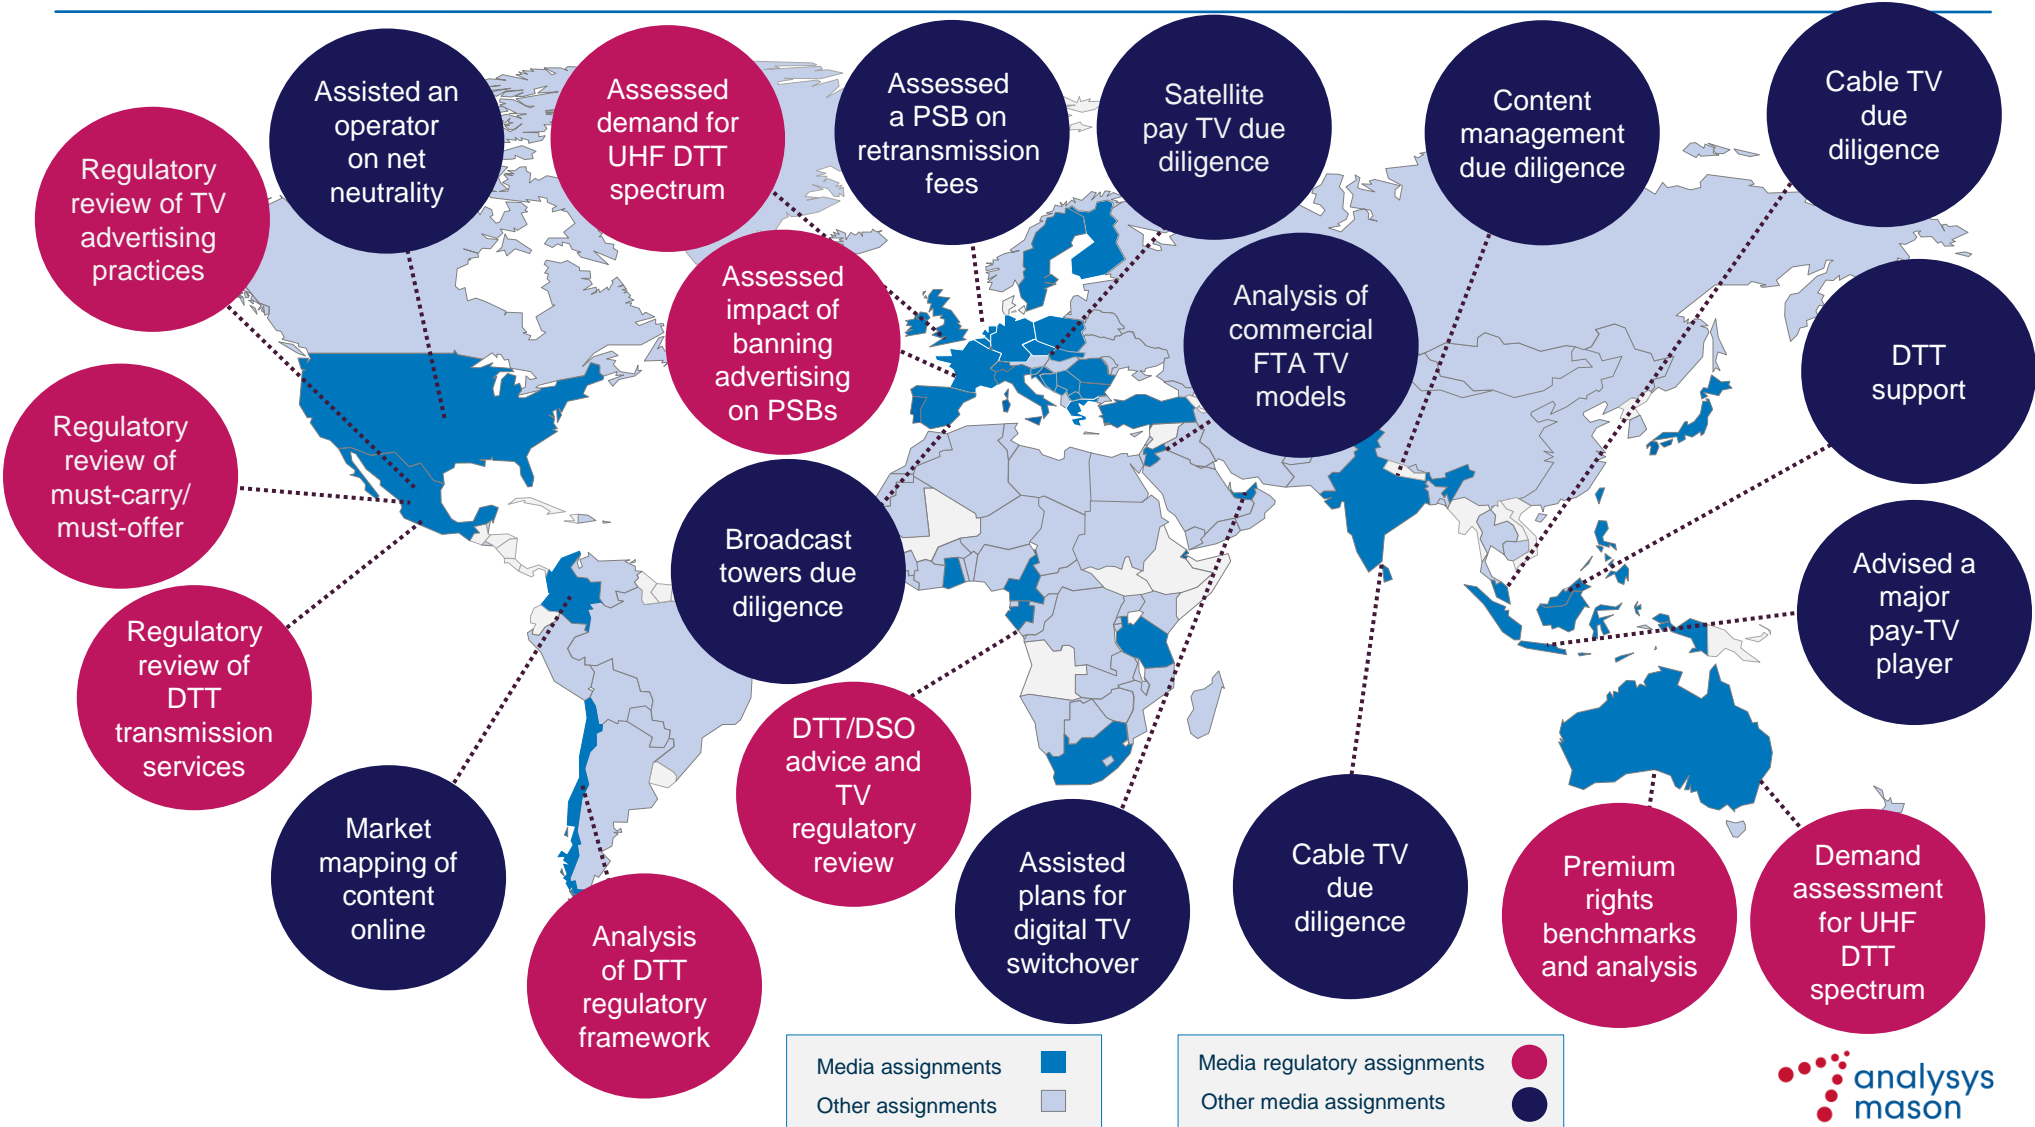 Assisted an
operator
on net
neutrality
Assessed
demand for
UHF DTT
spectrum
Assessed
a PSB on
retransmission
fees
Satellite
pay TV due
diligence
Content
management
due diligence
Cable TV
due
diligence
Regulatory
review of TV
advertising
practices
Assessed
impact of
banning
advertising
on PSBs
Analysis of
commercial
FTA TV
models
DTT
support
Regulatory
review of
must-carry/
must-offer
Broadcast
towers due
diligence
Advised a
major
pay-TV
player
Regulatory
review of
DTT
transmission
services
DTT/DSO
advice and
TV
regulatory
review
Market
mapping of
content
online
Assisted
plans for
digital TV
switchover
Cable TV
due
diligence
Premium
rights
benchmarks
and analysis
Demand
assessment
for UHF
DTT
spectrum
Analysis
of DTT
regulatory
framework
Media assignments
Other assignments
Media regulatory assignments
Other media assignments
analysys
mason